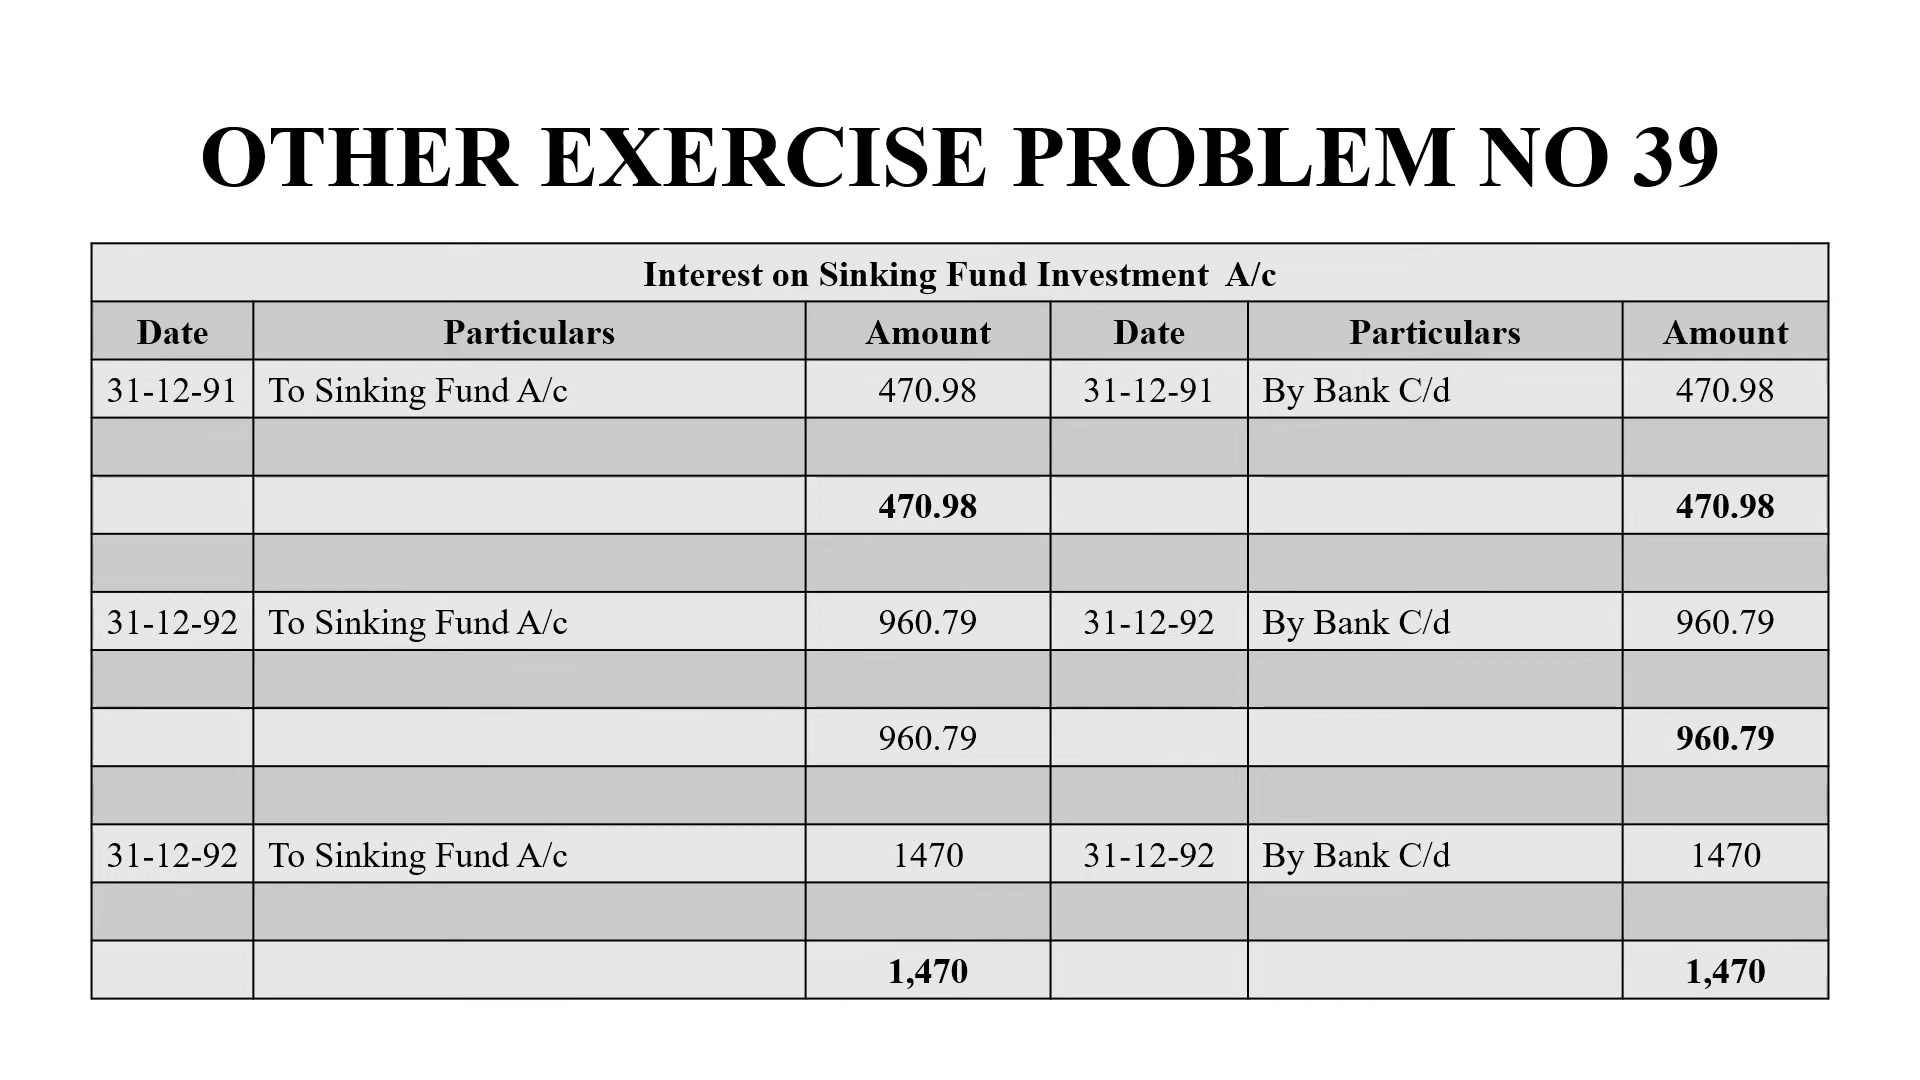 OTHER EXERCISE PROBLEM NO 39
Interest on Sinking Fund Investment A/c
Date Particulars Amount Date Particulars Amount
31-12-91 To Sinking Fund A/c 470.98 31-12-91 By Bank C/d 470.98
470.98 470.98
31-12-92 To Sinking Fund A/c 960.79 31-12-92 By Bank C/d 960.79
960.79 960.79
31-12-92 To Sinking Fund A/c 1470 31-12-92 By Bank C/d 1470
1,470 1,470